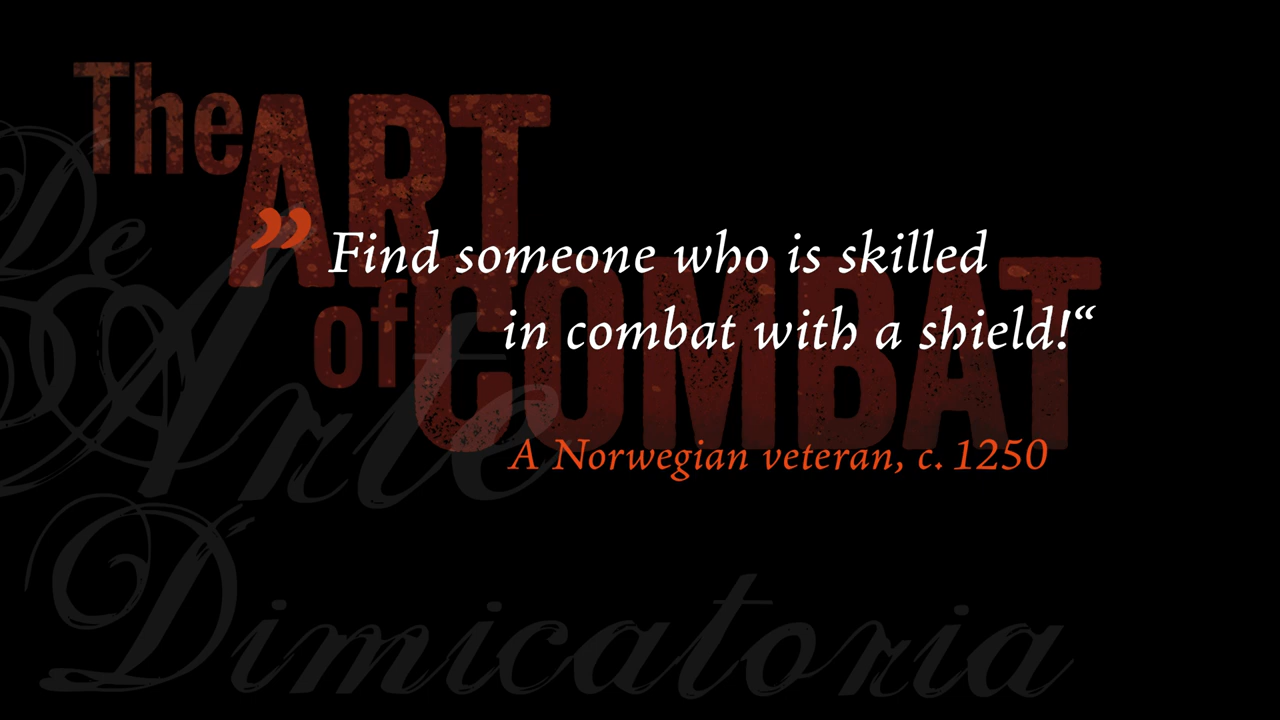 The
ART
of COMBAT
”Find someone who is skilled
in combat with a shield!“
A Norwegian veteran, c. 1250
De
Arte
Dimicatoria